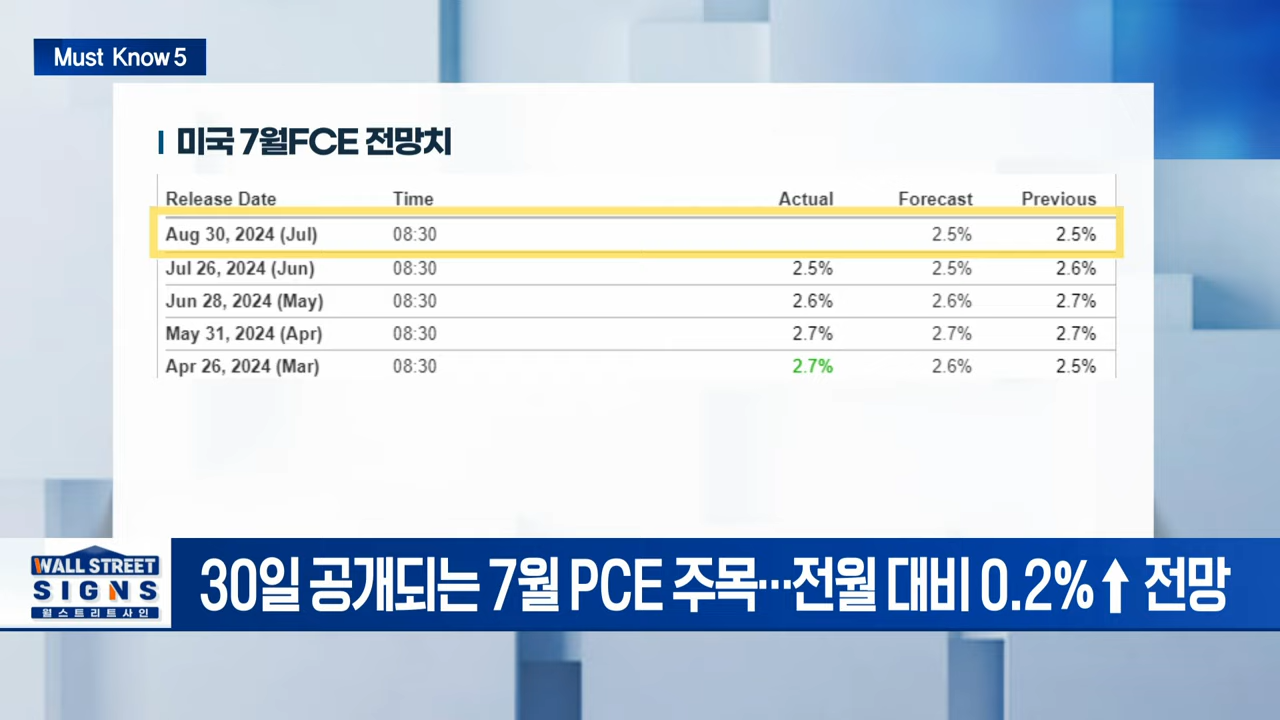 Must Know 5
미국 7월FCE 전망치
Release Date Time Actual Forecast Previous
Aug 30, 2024 (Jul) 08:30 2.5% 2.5%
Jul 26, 2024 (Jun) 08:30 2.5% 2.5% 2.6%
Jun 28, 2024 (May) 08:30 2.6% 2.6% 2.7%
May 31, 2024 (Apr) 08:30 2.7% 2.7% 2.7%
Apr 26, 2024 (Mar) 08:30 2.7% 2.6% 2.5%
WALL STREET
SIGNS
월스트리트사인
30일 공개되는 7월 PCE 주목…전월 대비 0.2%⬆ 전망